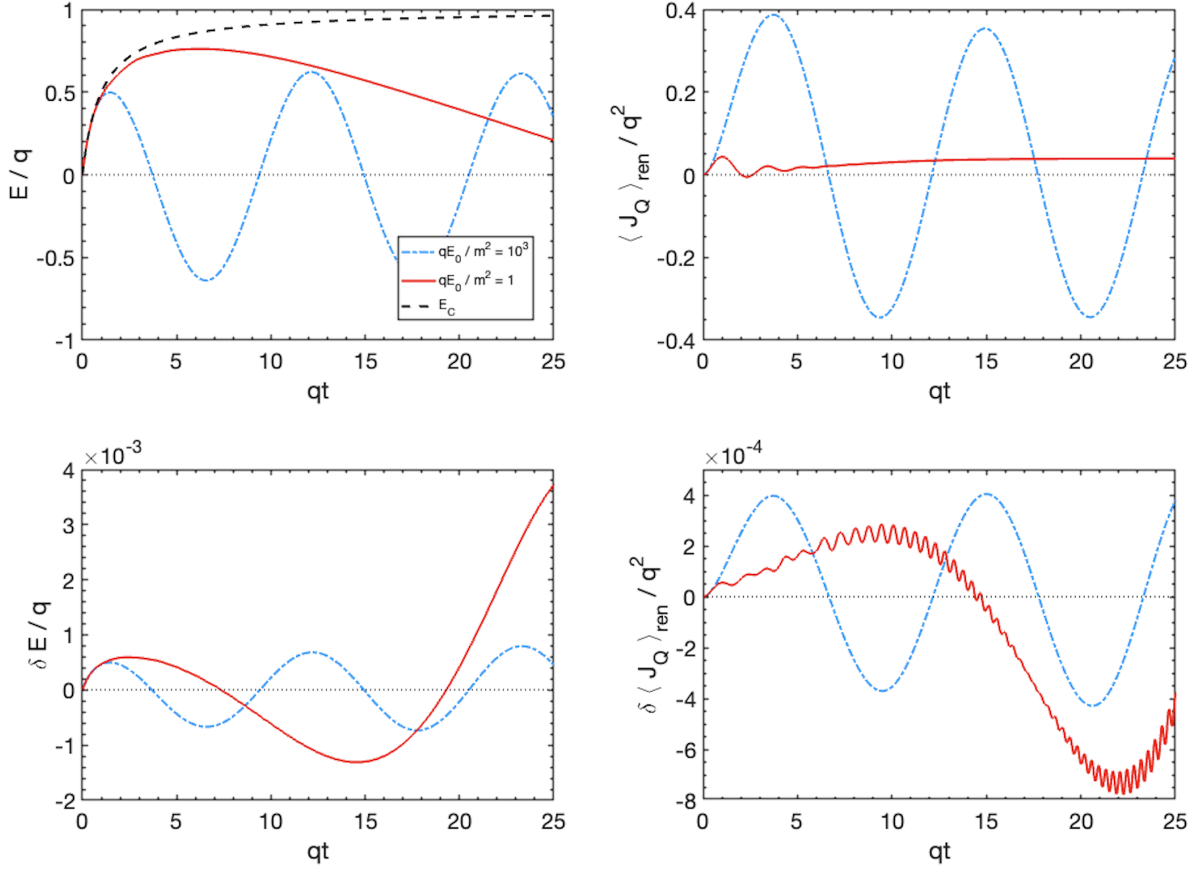 1
0.5
0
-0.5
-1
E / q
0 5 10 15 20 25
qt
qE₀ / m² = 10³
qE₀ / m² = 1
E_C
0.4
0.2
0
-0.2
-0.4
⟨ J_Q ⟩_ren / q²
0 5 10 15 20 25
qt
×10⁻³
4
3
2
1
0
-1
-2
δ E / q
0 5 10 15 20 25
qt
×10⁻⁴
4
2
0
-2
-4
-6
-8
δ ⟨ J_Q ⟩_ren / q²
0 5 10 15 20 25
qt